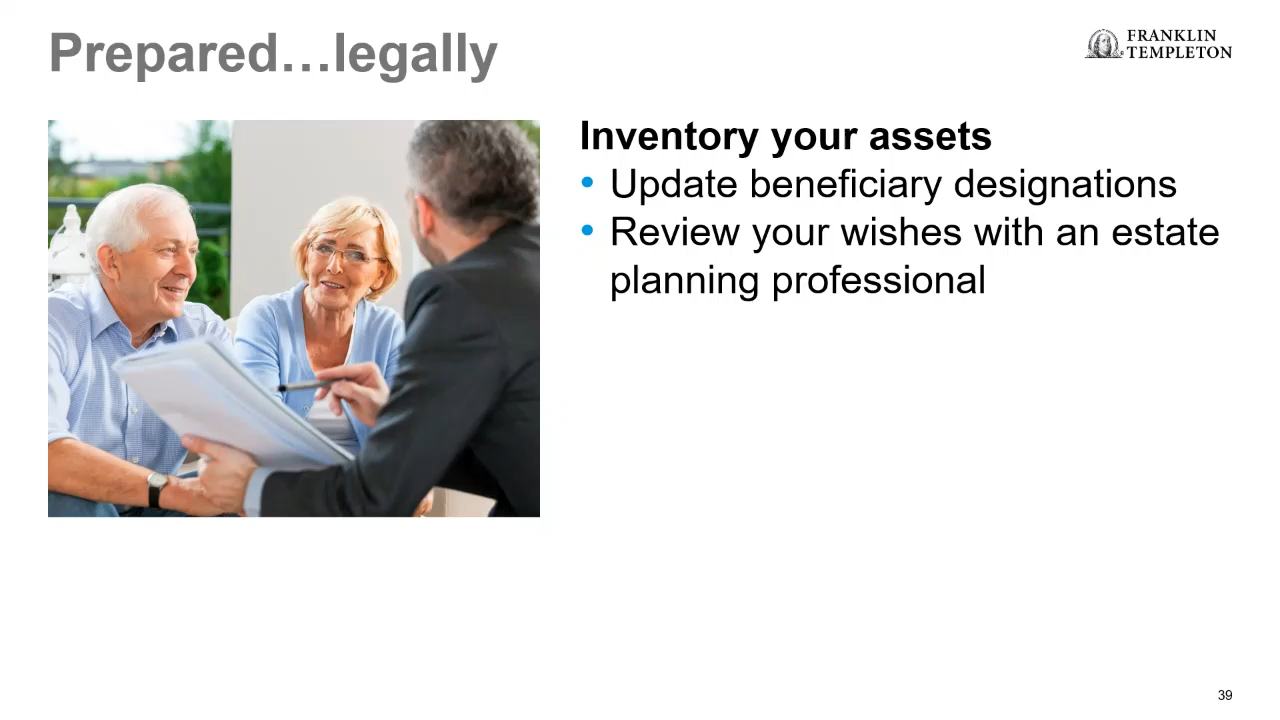 Prepared…legally
FRANKLIN
TEMPLETON
Inventory your assets
• Update beneficiary designations
• Review your wishes with an estate
planning professional
39